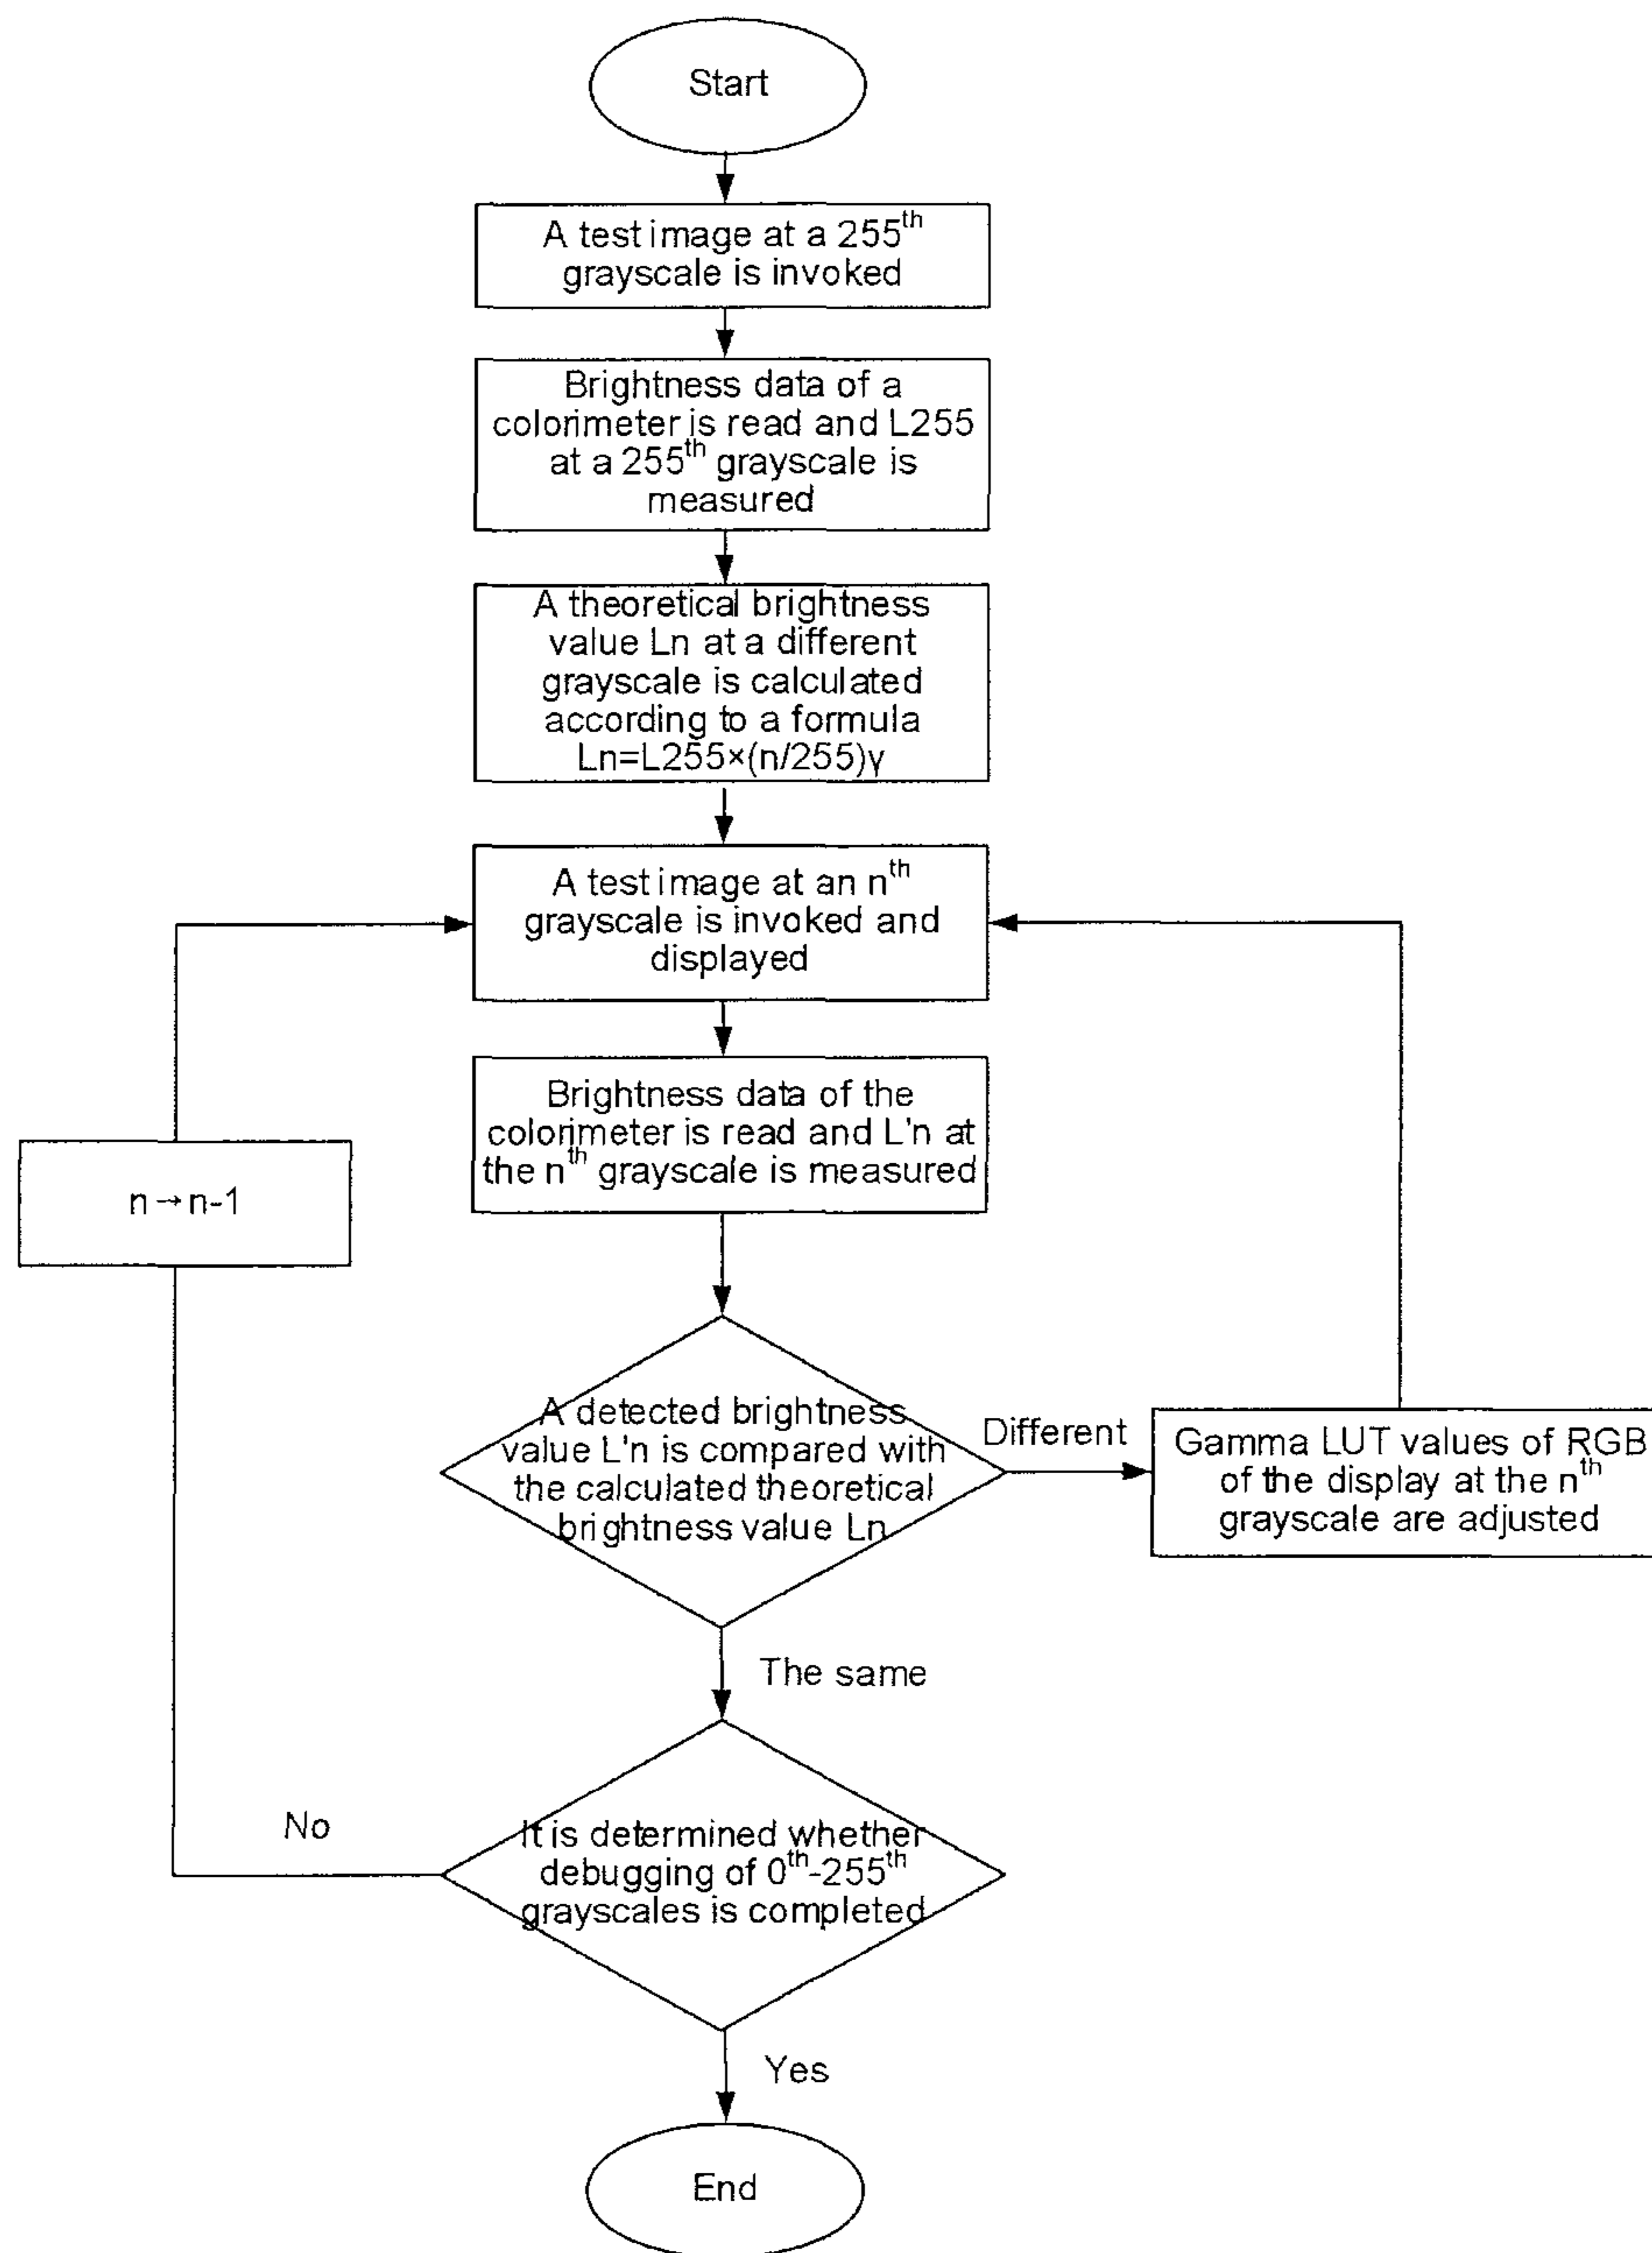 Start
A test image at a 255th
grayscale is invoked
Brightness data of a
colorimeter is read and L255
at a 255th grayscale is
measured
A theoretical brightness
value Ln at a different
grayscale is calculated
according to a formula
Ln=L255×(n/255)γ
A test image at an nth
grayscale is invoked and
displayed
Brightness data of the
colorimeter is read and L'n at
the nth grayscale is measured
n→n-1
A detected brightness
value L'n is compared with
the calculated theoretical
brightness value Ln
Different
Gamma LUT values of RGB
of the display at the nth
grayscale are adjusted
The same
No
It is determined whether
debugging of 0th-255th
grayscales is completed
Yes
End